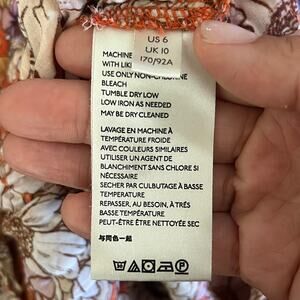 US 6
UK 10
170/92A
MACHINE
WITH LIK
USE ONLY NON-CHLORINE
BLEACH
TUMBLE DRY LOW
LOW IRON AS NEEDED
MAY BE DRY CLEANED
LAVAGE EN MACHINE À
TEMPÉRATURE FROIDE
AVEC COULEURS SIMILAIRES
UTILISER UN AGENT DE
BLANCHIMENT SANS CHLORE SI
NÉCESSAIRE
SECHER PAR CULBUTAGE À BASSE
TEMPERATURE
REPASSER, AU BESOIN, À
BASSE TEMPÉRATURE
PEUT-ÊTRE ÊTRE NETTOYÉE SEC
与同色一起